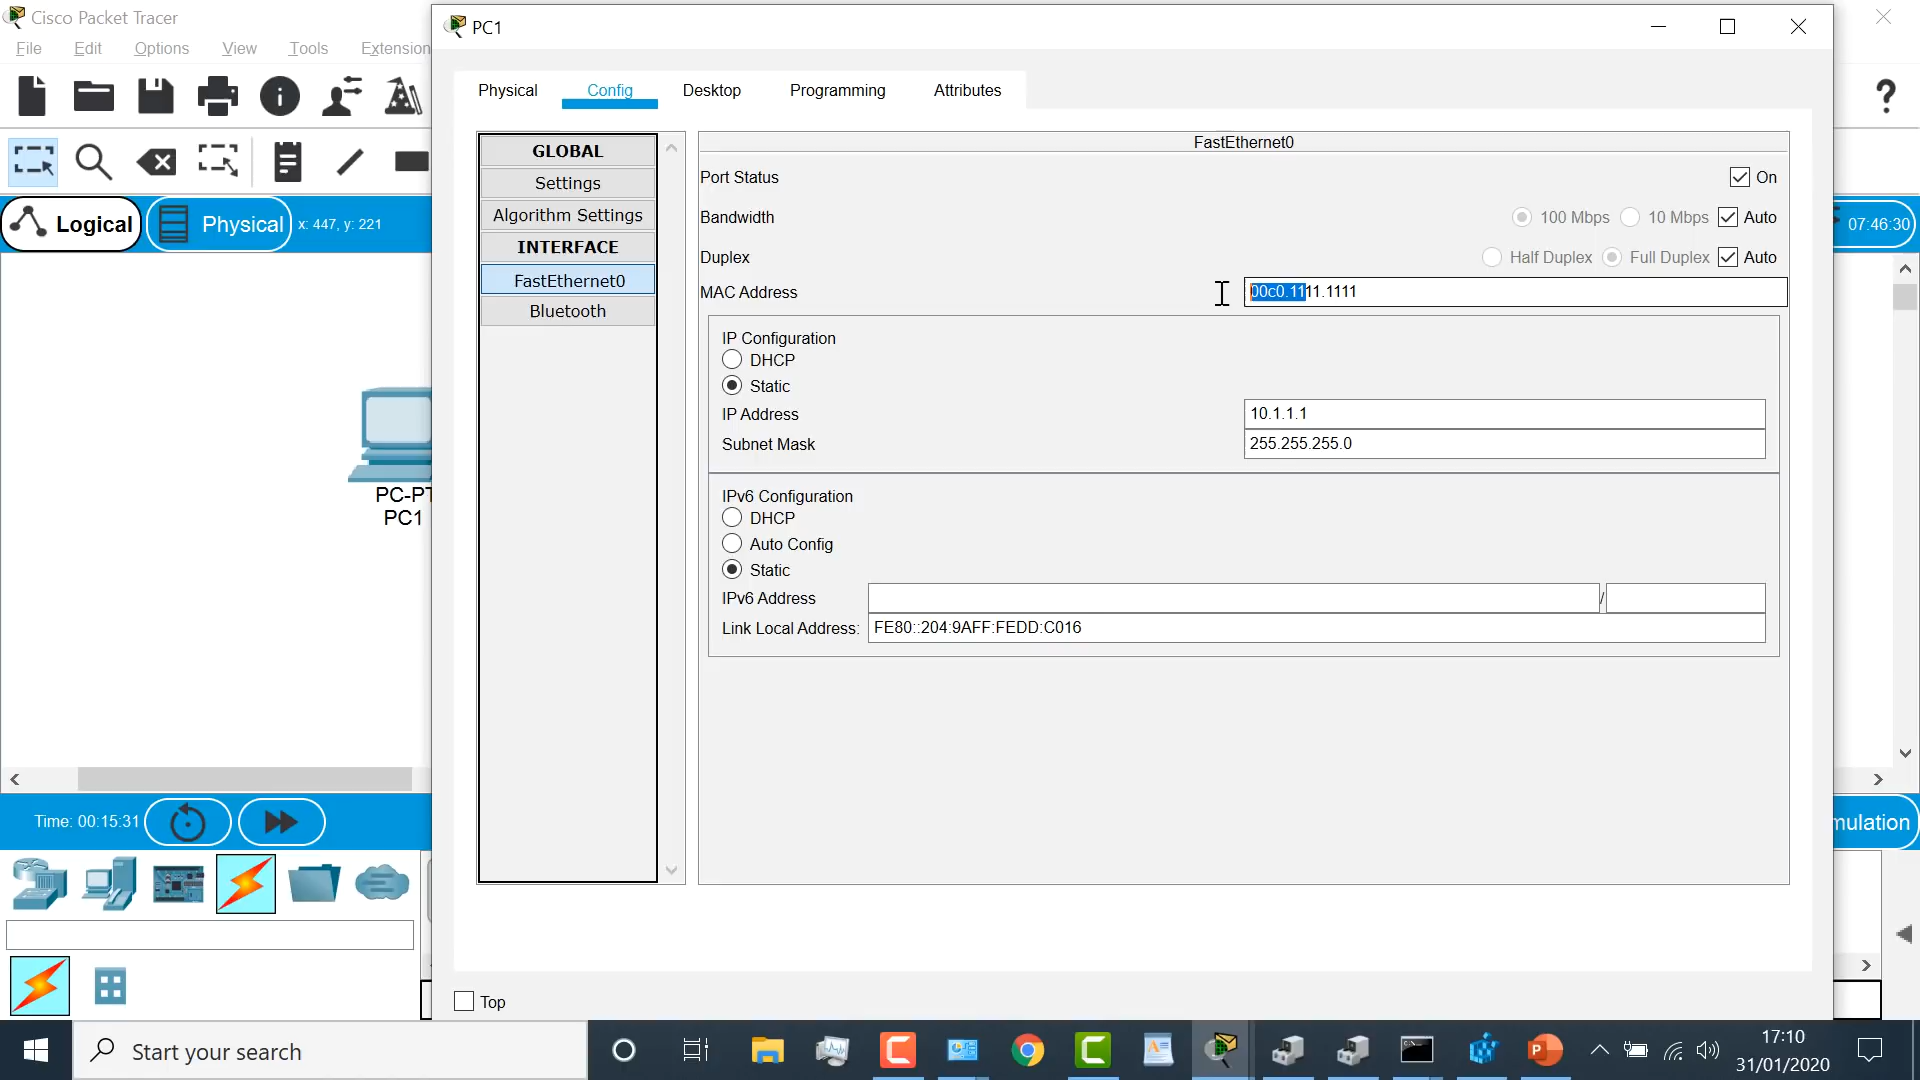 Cisco Packet Tracer
File Edit Options View Tools Extension
Logical
Physical
x: 447, y: 221
07:46:30
PC-PT
PC1
Time: 00:15:31
mulation
PC1
Physical Config Desktop Programming Attributes
GLOBAL
Settings
Algorithm Settings
INTERFACE
FastEthernet0
Bluetooth
FastEthernet0
Port Status On
Bandwidth 100 Mbps 10 Mbps Auto
Duplex Half Duplex Full Duplex Auto
MAC Address 00c0.1111.1111
IP Configuration
DHCP
Static
IP Address 10.1.1.1
Subnet Mask 255.255.255.0
IPv6 Configuration
DHCP
Auto Config
Static
IPv6 Address /
Link Local Address: FE80::204:9AFF:FEDD:C016
Top
Start your search
17:10
31/01/2020